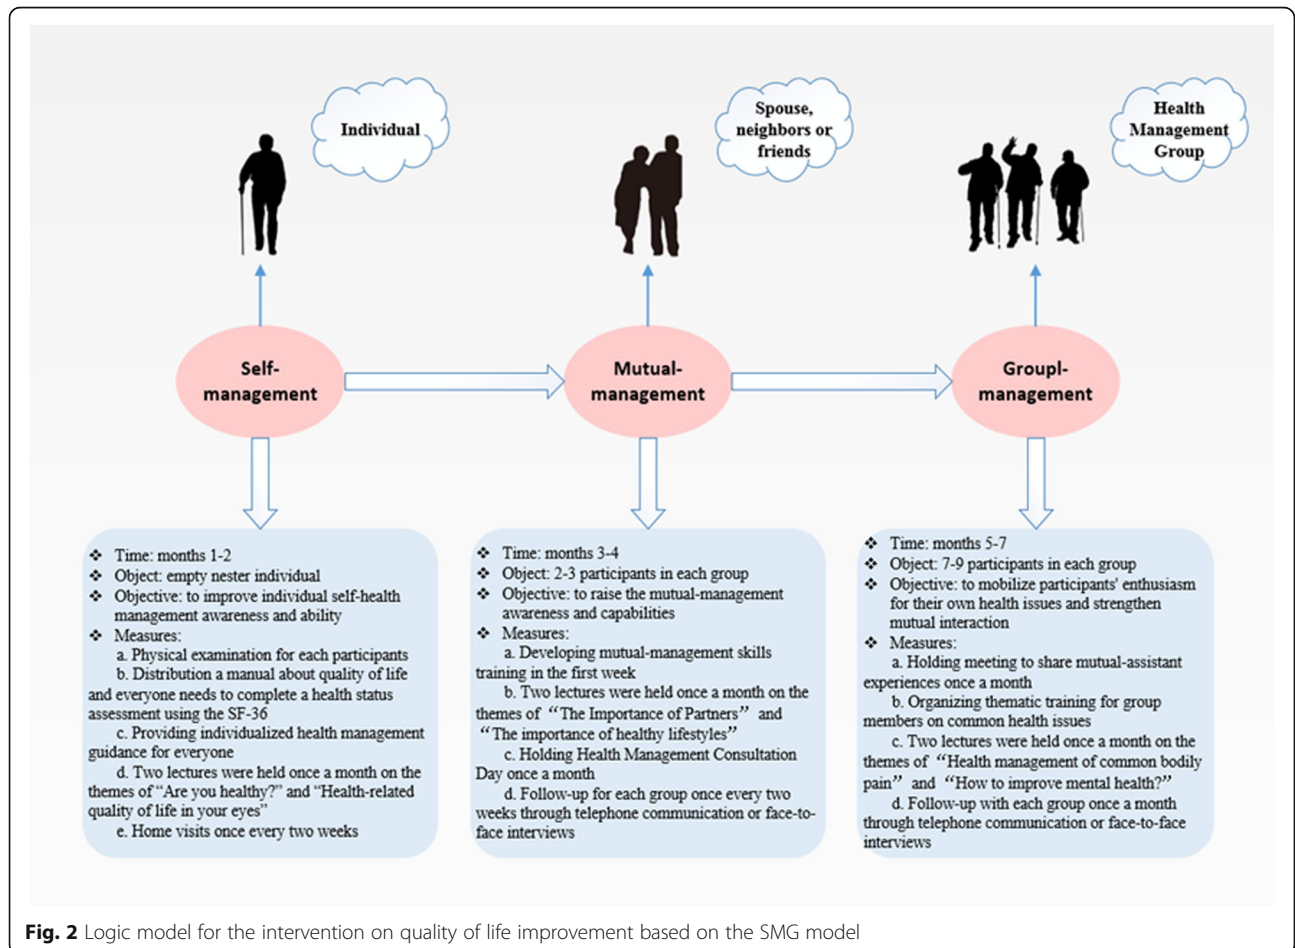 Individual
Spouse,
neighbors or
friends
Health
Management
Group
Self-
management
Mutual-
management
Groupl-
management
❖ Time: months 1-2
❖ Object: empty nester individual
❖ Objective: to improve individual self-health
management awareness and ability
❖ Measures:
a. Physical examination for each participants
b. Distribution a manual about quality of life
and everyone needs to complete a health status
assessment using the SF-36
c. Providing individualized health management
guidance for everyone
d. Two lectures were held once a month on the
themes of “Are you healthy?” and “Health-related
quality of life in your eyes”
e. Home visits once every two weeks
❖ Time: months 3-4
❖ Object: 2-3 participants in each group
❖ Objective: to raise the mutual-management
awareness and capabilities
❖ Measures:
a. Developing mutual-management skills
training in the first week
b. Two lectures were held once a month on the
themes of “The Importance of Partners” and
“The importance of healthy lifestyles”
c. Holding Health Management Consultation
Day once a month
d. Follow-up for each group once every two
weeks through telephone communication or face-to-
face interviews
❖ Time: months 5-7
❖ Object: 7-9 participants in each group
❖ Objective: to mobilize participants' enthusiasm
for their own health issues and strengthen
mutual interaction
❖ Measures:
a. Holding meeting to share mutual-assistant
experiences once a month
b. Organizing thematic training for group
members on common health issues
c. Two lectures were held once a month on the
themes of “Health management of common bodily
pain” and “How to improve mental health?”
d. Follow-up with each group once a month
through telephone communication or face-to-face
interviews
Fig. 2 Logic model for the intervention on quality of life improvement based on the SMG model